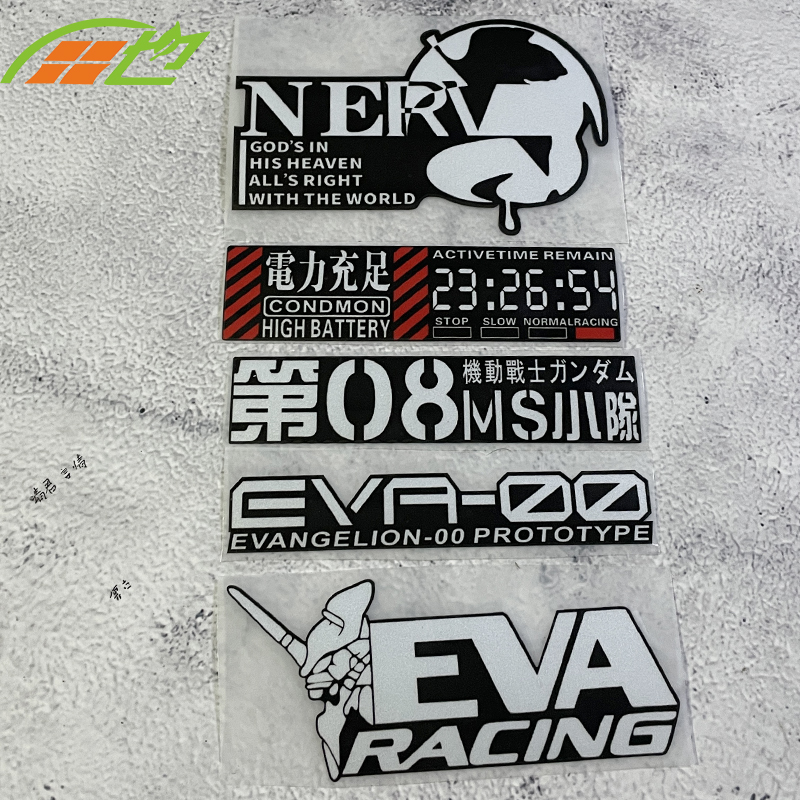 NERV
GOD'S IN
HIS HEAVEN
ALL'S RIGHT
WITH THE WORLD
電力充足
CONDMON
HIGH BATTERY
ACTIVETIME REMAIN
23:26:54
STOP SLOW NORMAL RACING
第08
機動戰士ガンダム
MS小隊
EVA-00
EVANGELION-00 PROTOTYPE
EVA
RACING